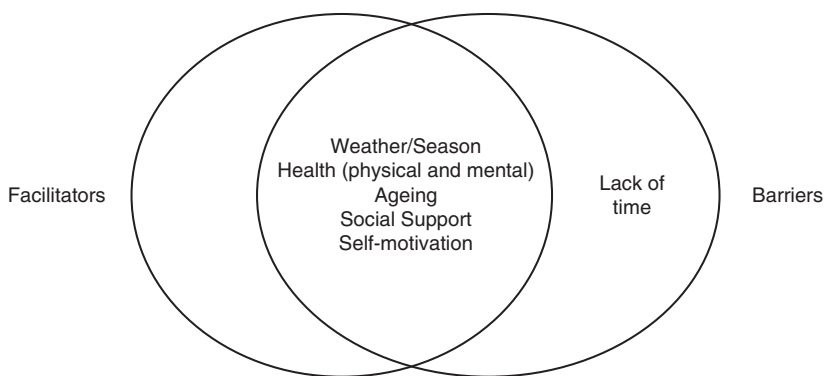 Facilitators
Weather/Season
Health (physical and mental)
Ageing
Social Support
Self-motivation
Lack of
time
Barriers